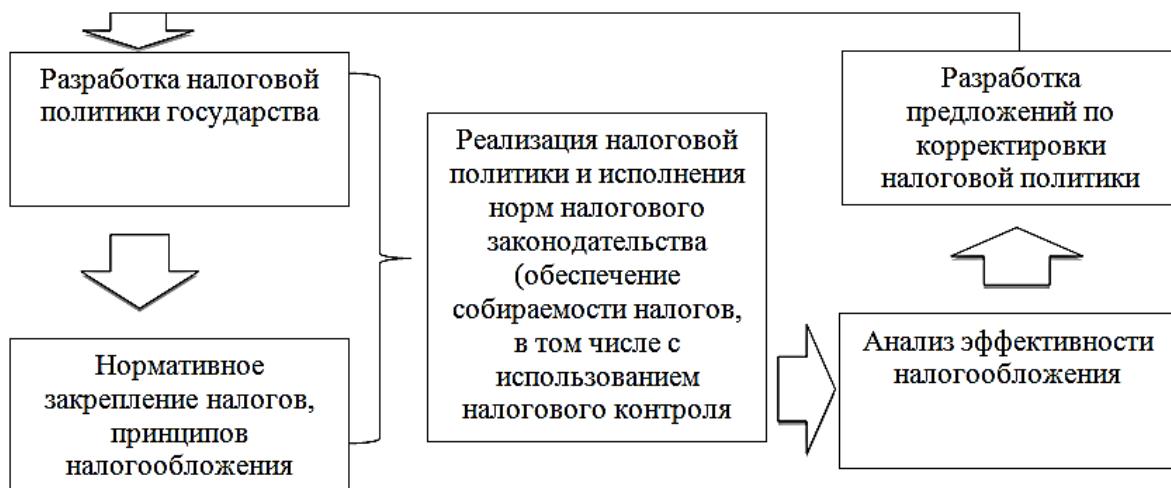 Разработка налоговой
политики государства
Нормативное
закрепление налогов,
принципов
налогообложения
Реализация налоговой
политики и исполнения
норм налогового
законодательства
(обеспечение
собираемости налогов,
в том числе с
использованием
налогового контроля
Анализ эффективности
налогообложения
Разработка
предложений по
корректировки
налоговой политики